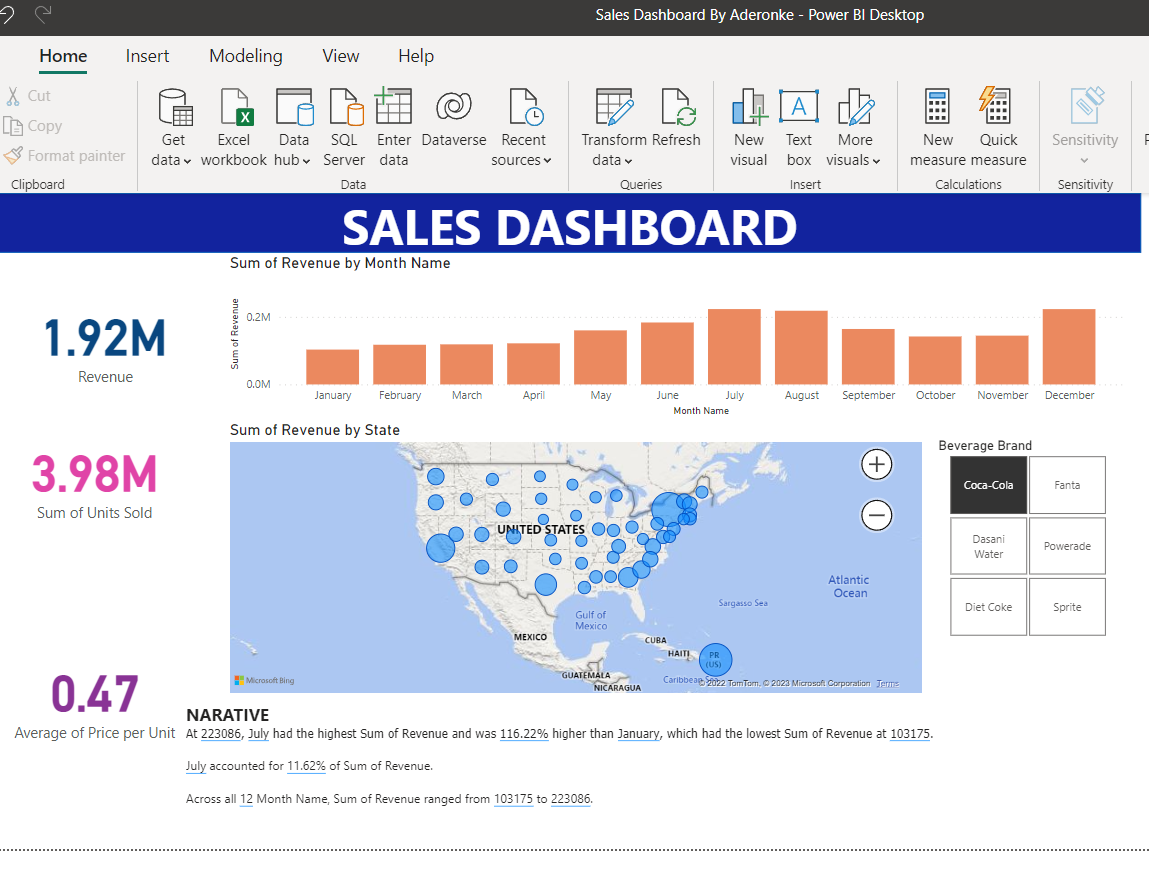 Sales Dashboard By Aderonke - Power BI Desktop
Home Insert Modeling View Help
Cut
Copy
Format painter
Clipboard
Get data
Excel workbook
Data hub
SQL Server
Enter data
Dataverse
Recent sources
Data
Transform data
Refresh
Queries
New visual
Text box
More visuals
Insert
New measure
Quick measure
Calculations
Sensitivity
Sensitivity
SALES DASHBOARD
1.92M
Revenue
3.98M
Sum of Units Sold
0.47
Average of Price per Unit
Sum of Revenue by Month Name
Sum of Revenue
0.2M
0.0M
January February March April May June July August September October November December
Month Name
Sum of Revenue by State
UNITED STATES
Atlantic
Ocean
Sargasso Sea
Gulf of
Mexico
MEXICO
CUBA
HAITI
PR
(US)
GUATEMALA
Caribbean Sea
NICARAGUA
Microsoft Bing
© 2022 TomTom, © 2023 Microsoft Corporation Terms
Beverage Brand
Coca-Cola Fanta
Dasani
Water
Powerade
Diet Coke Sprite
NARATIVE
At 223086, July had the highest Sum of Revenue and was 116.22% higher than January, which had the lowest Sum of Revenue at 103175.
July accounted for 11.62% of Sum of Revenue.
Across all 12 Month Name, Sum of Revenue ranged from 103175 to 223086.